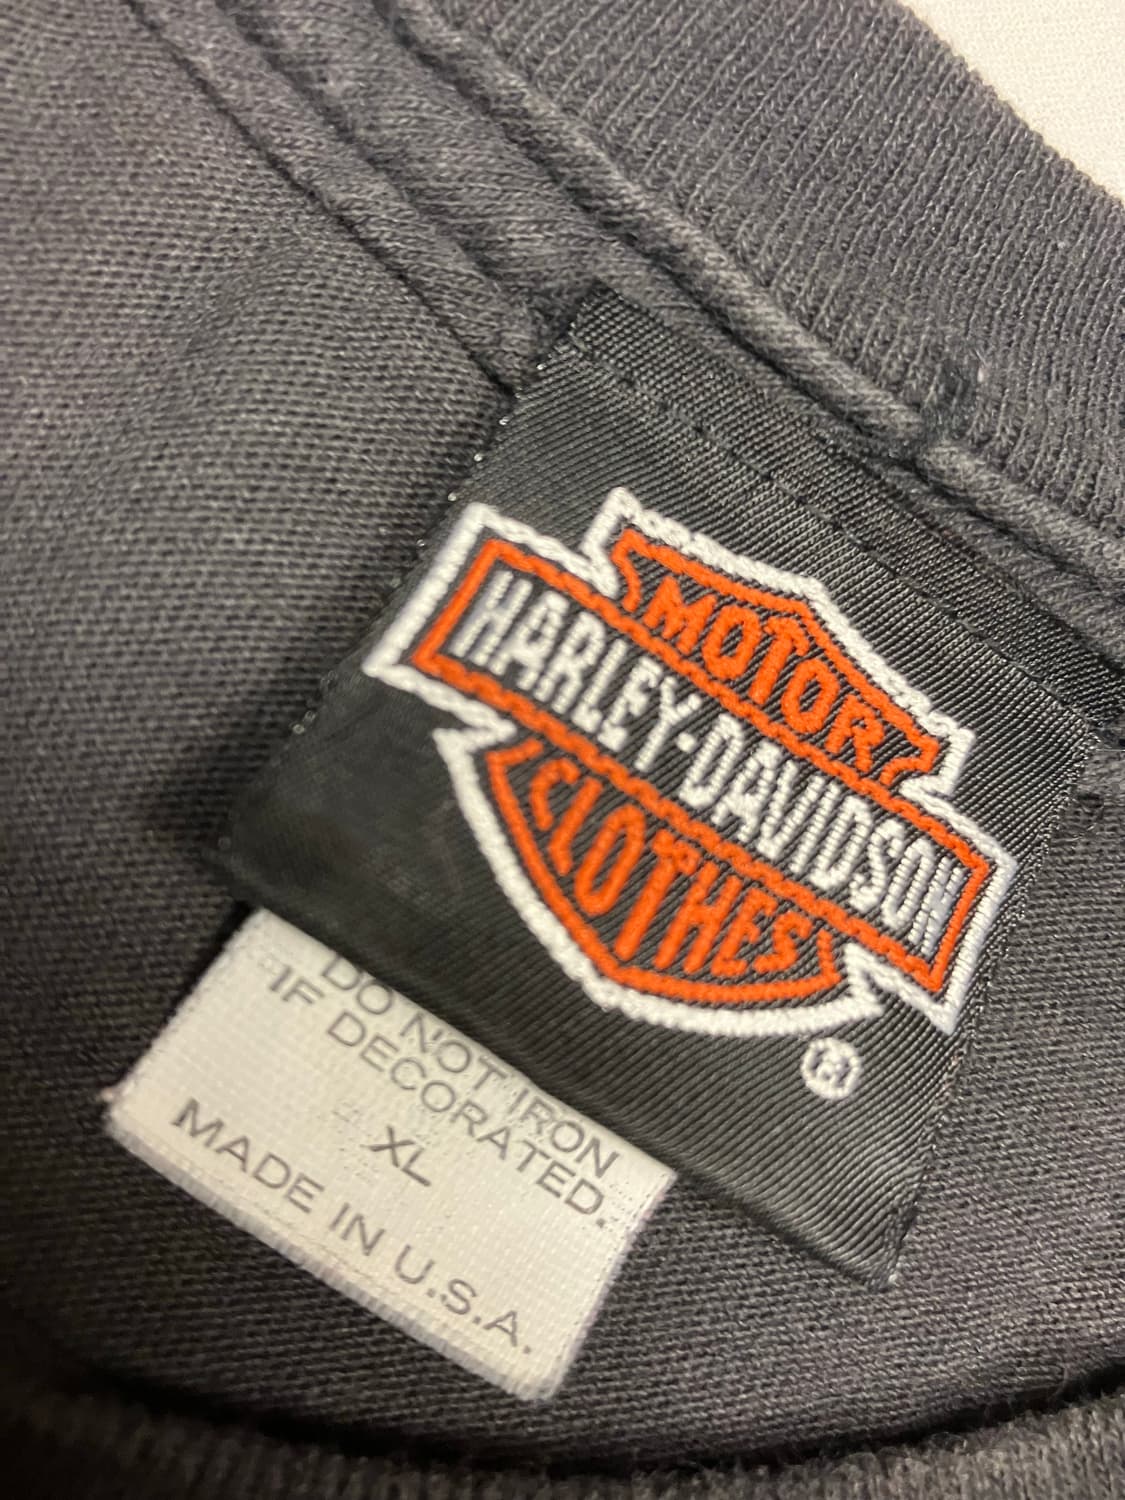 MOTOR
HARLEY-DAVIDSON
CLOTHES
®
DO NOT IRON
IF DECORATED.
XL
MADE IN U.S.A.